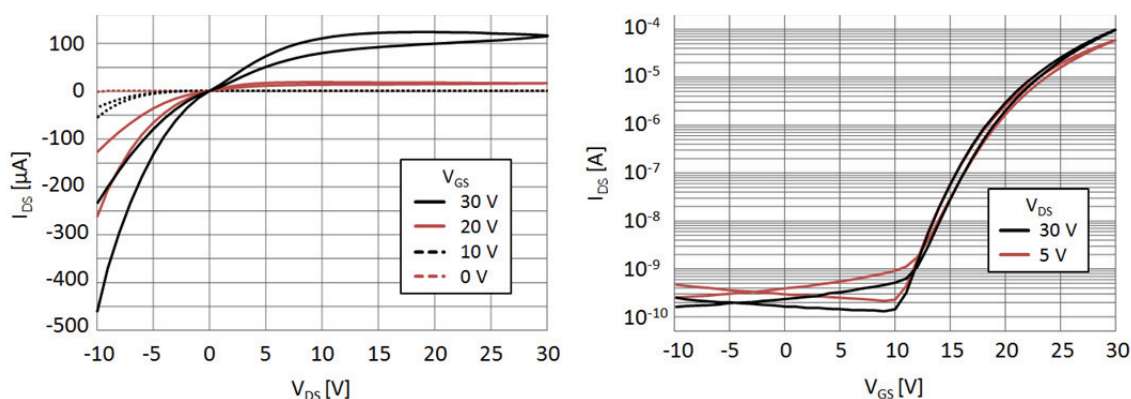 100
0
-100
-200
-300
-400
-500
I_DS [µA]
-10 -5 0 5 10 15 20 25 30
V_DS [V]
V_GS
30 V
20 V
10 V
0 V
10⁻⁴
10⁻⁵
10⁻⁶
10⁻⁷
10⁻⁸
10⁻⁹
10⁻¹⁰
I_DS [A]
-10 -5 0 5 10 15 20 25 30
V_GS [V]
V_DS
30 V
5 V